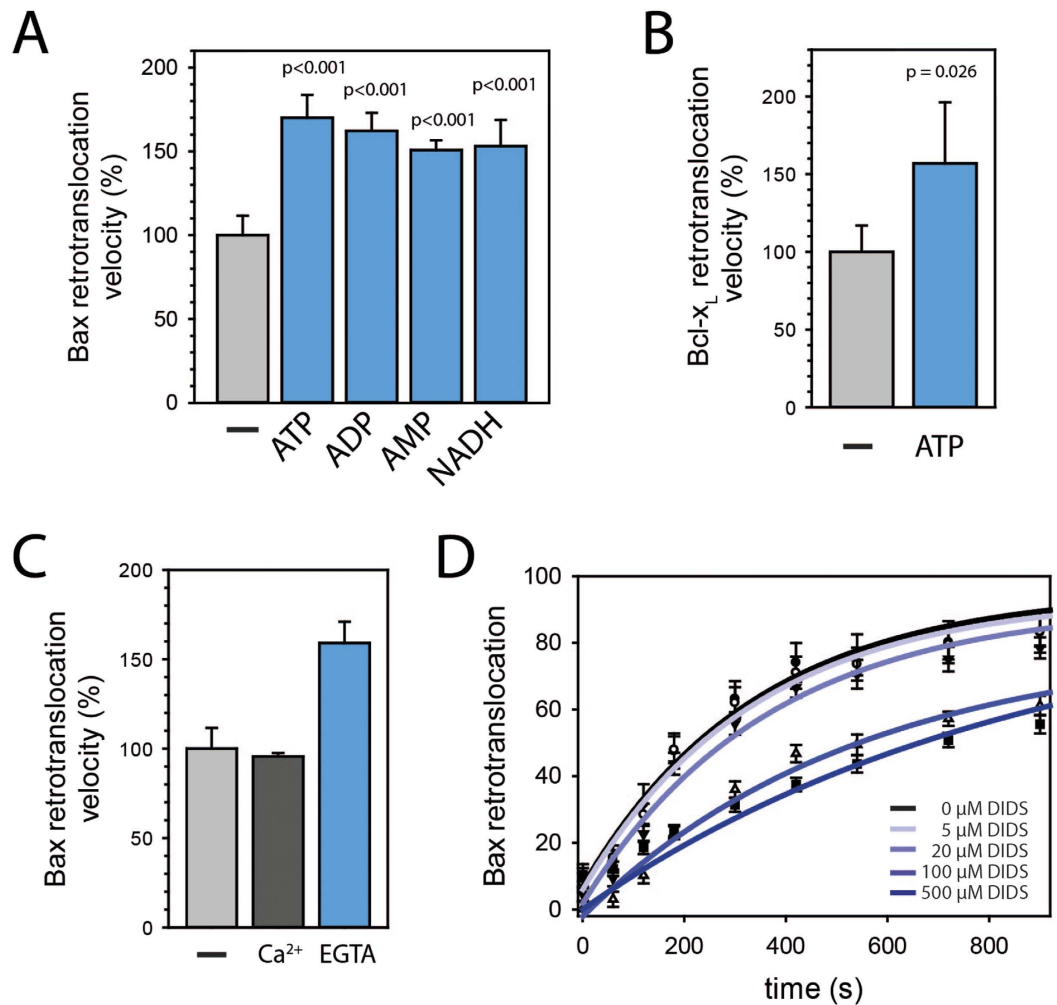 A
Bax retrotranslocation
velocity (%)
200
150
100
50
0
p<0.001
p<0.001
p<0.001
p<0.001
–
ATP
ADP
AMP
NADH
B
Bcl-xL retrotranslocation
velocity (%)
200
150
100
50
0
p = 0.026
–
ATP
C
Bax retrotranslocation
velocity (%)
200
150
100
50
0
–
Ca²⁺
EGTA
D
Bax retrotranslocation
100
80
60
40
20
0
0 μM DIDS
5 μM DIDS
20 μM DIDS
100 μM DIDS
500 μM DIDS
0 200 400 600 800
time (s)